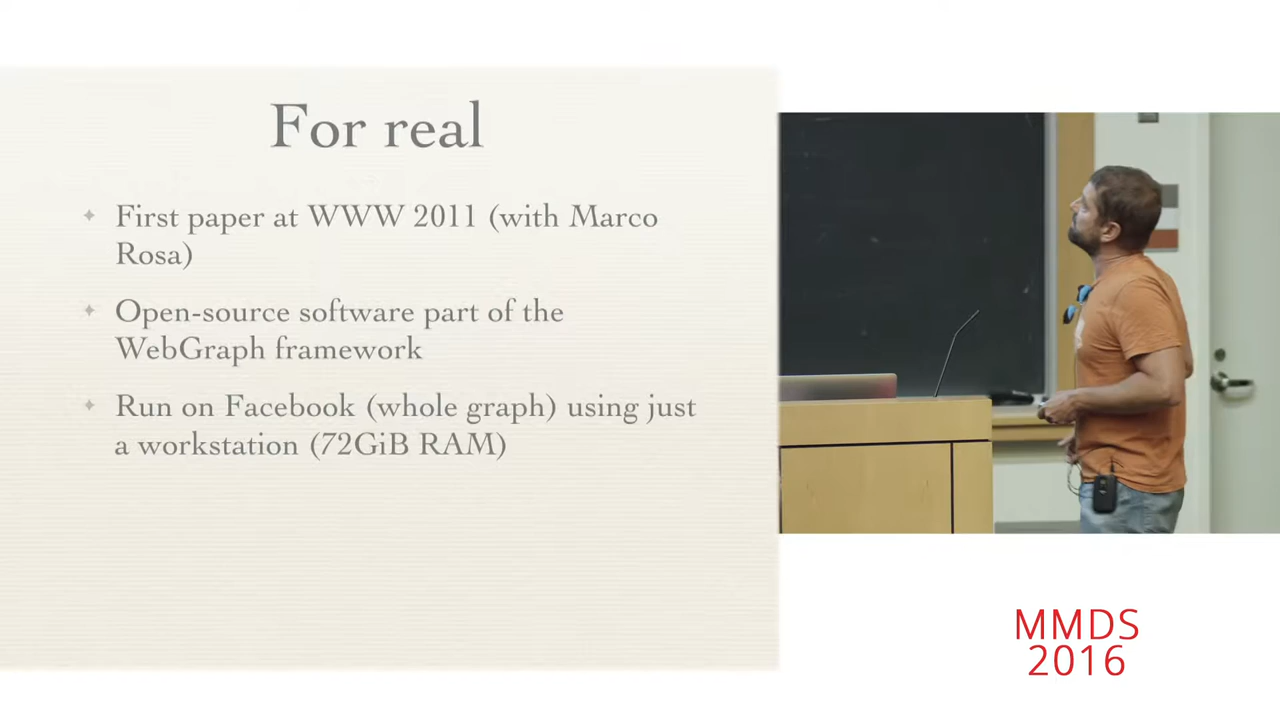 For real
First paper at WWW 2011 (with Marco
Rosa)
Open-source software part of the
WebGraph framework
Run on Facebook (whole graph) using just
a workstation (72GiB RAM)
MMDS
2016